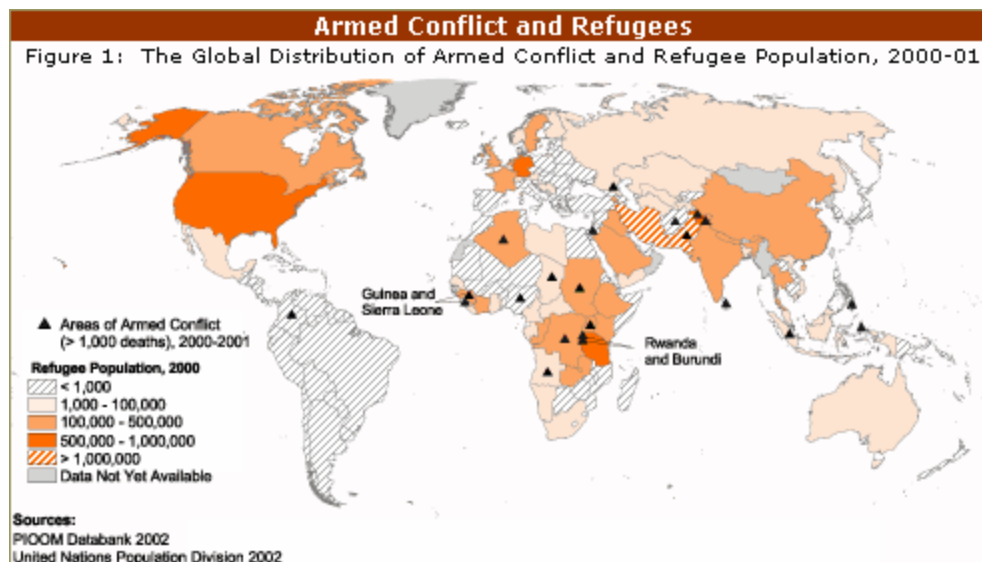 Armed Conflict and Refugees
Figure 1: The Global Distribution of Armed Conflict and Refugee Population, 2000-01
Guinea and
Sierra Leone
Rwanda
and Burundi
Areas of Armed Conflict
(> 1,000 deaths), 2000-2001
Refugee Population, 2000
< 1,000
1,000 - 100,000
100,000 - 500,000
500,000 - 1,000,000
> 1,000,000
Data Not Yet Available
Sources:
PIOOM Databank 2002
United Nations Population Division 2002